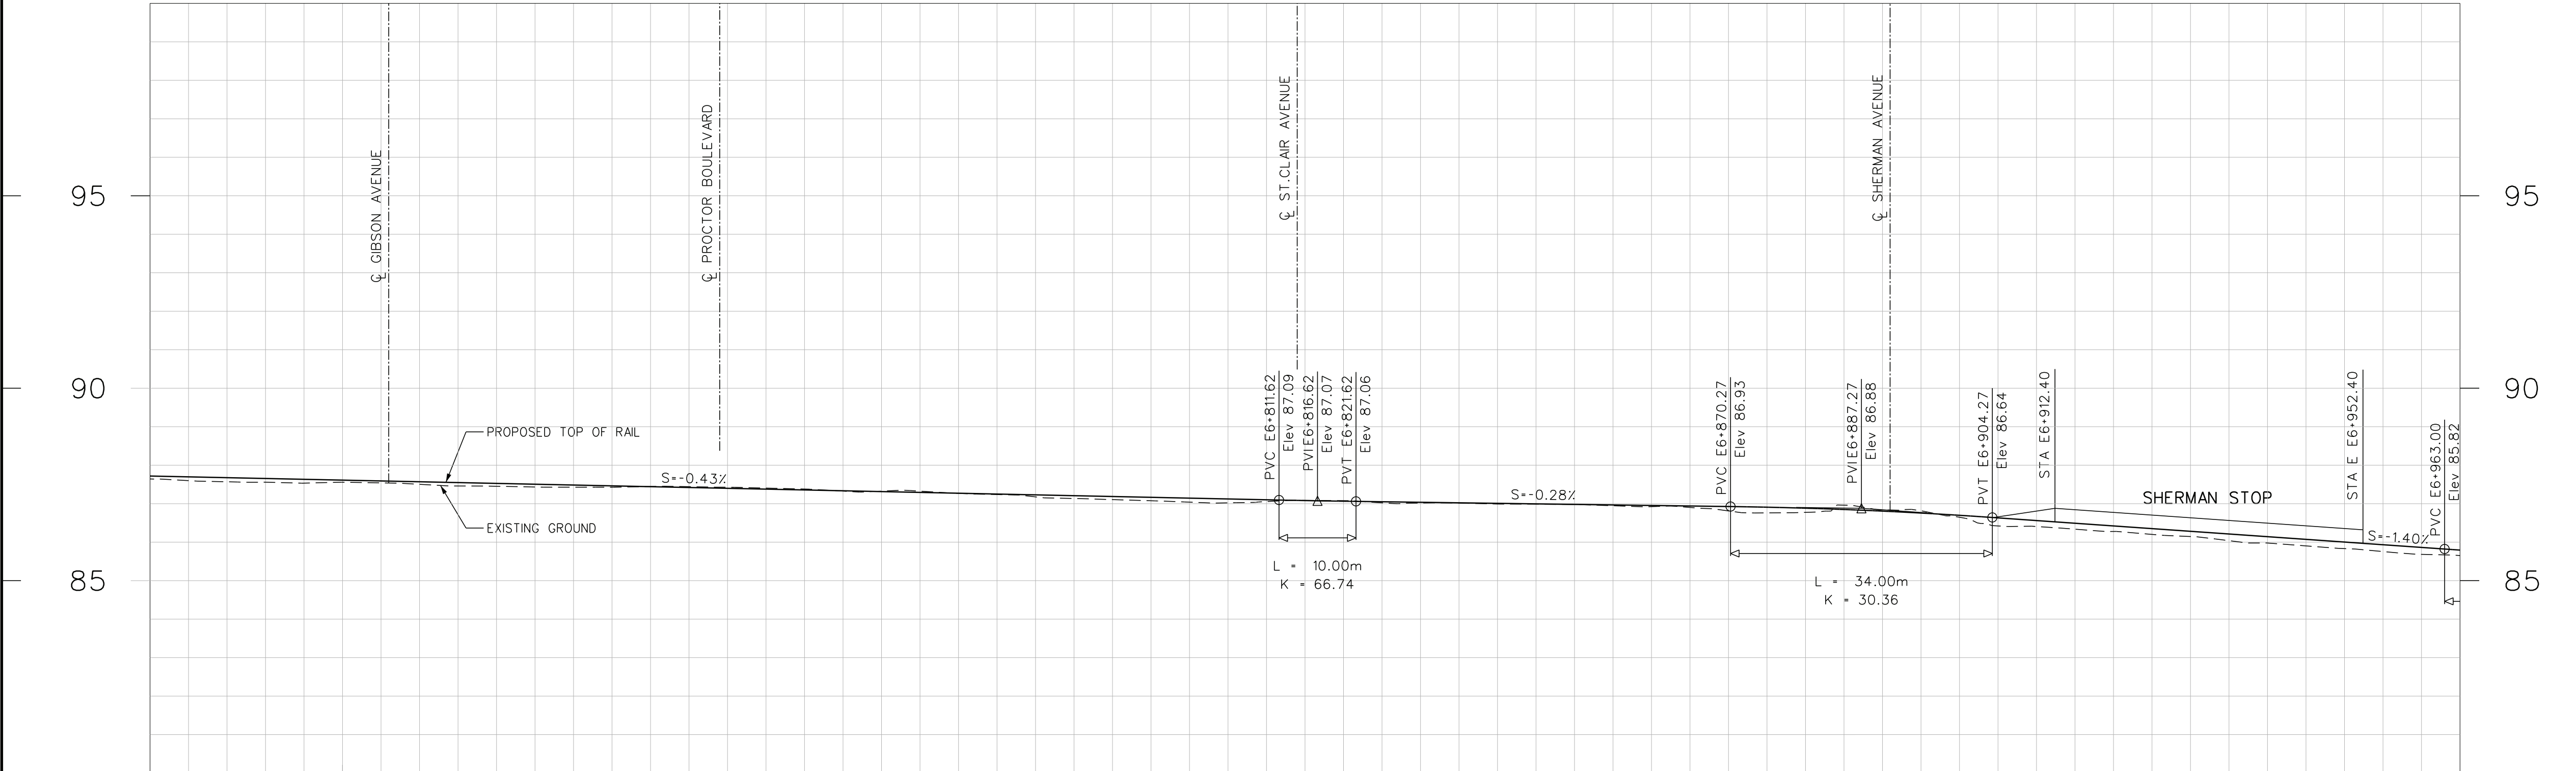 ℄ GIBSON AVENUE
℄ PROCTOR BOULEVARD
℄ ST.CLAIR AVENUE
℄ SHERMAN AVENUE
95
95
90
90
85
85
PROPOSED TOP OF RAIL
EXISTING GROUND
S=-0.43%
PVC E6+811.62
Elev 87.09
PVI E6+816.62
Elev 87.07
PVT E6+821.62
Elev 87.06
L = 10.00m
K = 66.74
S=-0.28%
PVC E6+870.27
Elev 86.93
PVI E6+887.27
Elev 86.88
PVT E6+904.27
Elev 86.64
L = 34.00m
K = 30.36
STA E6+912.40
SHERMAN STOP
STA E E6+952.40
S=-1.40%
PVC E6+963.00
Elev 85.82